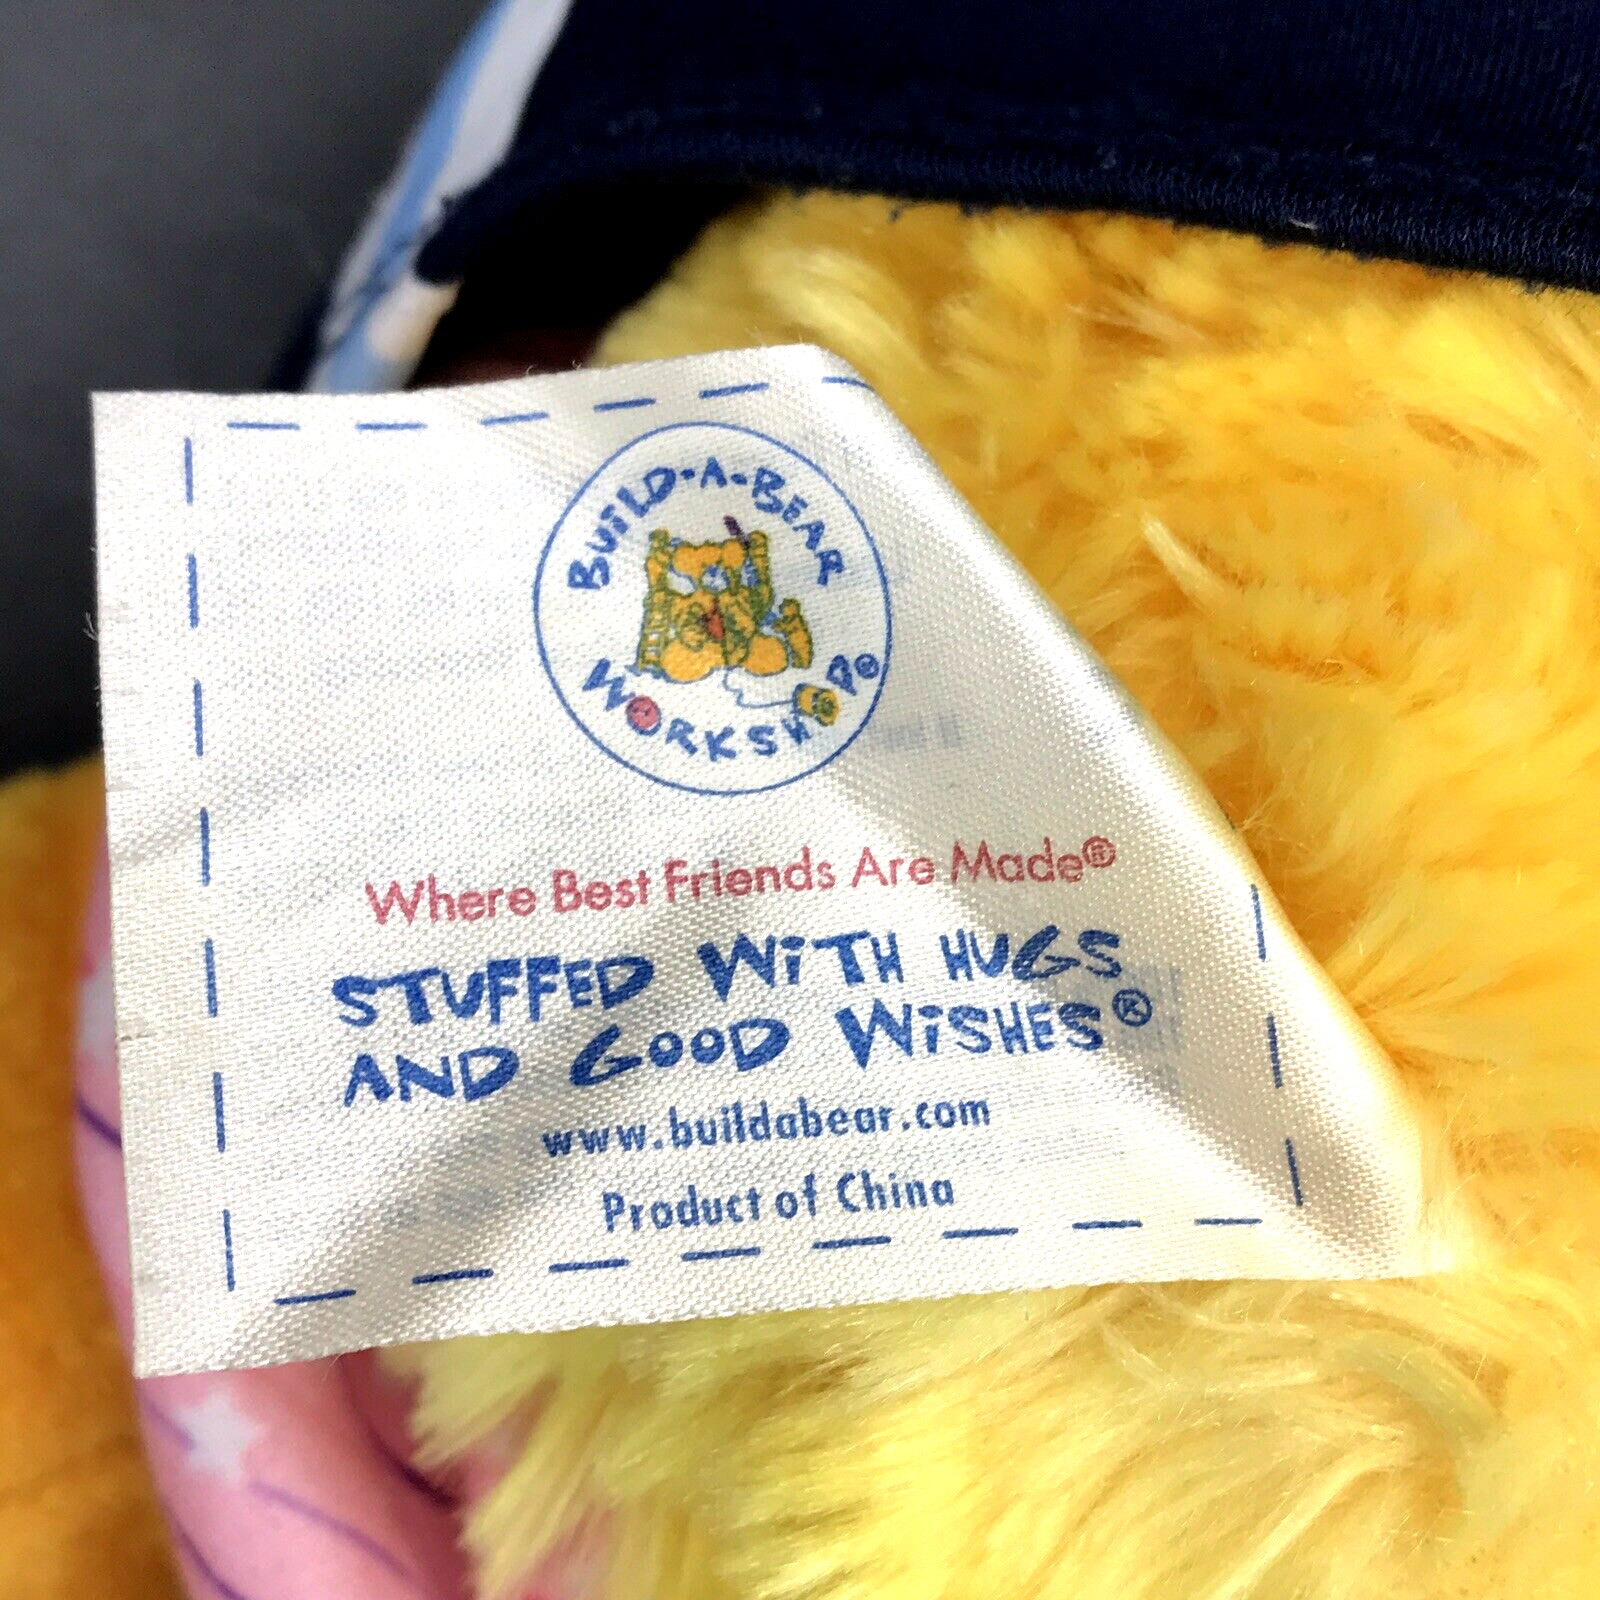 BUILD-A-BEAR
WORKSHOP®
Where Best Friends Are Made®
STUFFED WITH HUGS
AND GOOD WISHES®
www.buildabear.com
Product of China